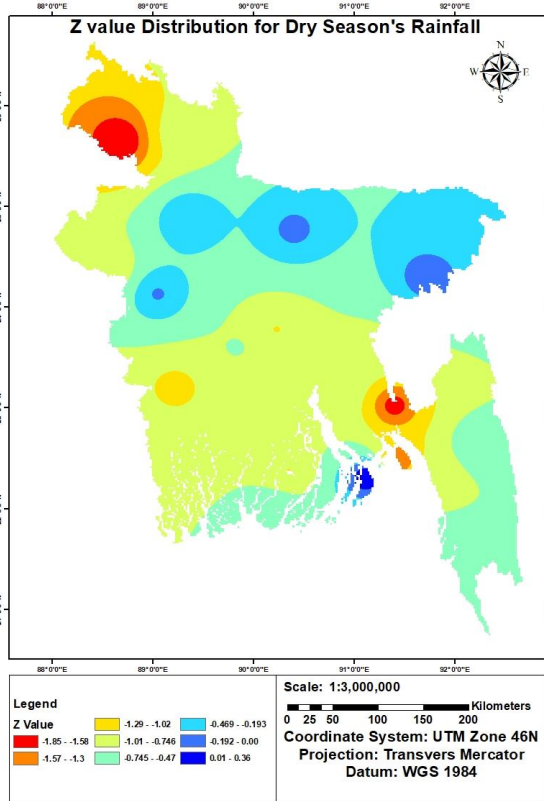 Z value Distribution for Dry Season's Rainfall
88°0'0"E 89°0'0"E 90°0'0"E 91°0'0"E 92°0'0"E
N
W E
S
88°0'0"E 89°0'0"E 90°0'0"E 91°0'0"E 92°0'0"E
Legend
Z Value
-1.85 - -1.58
-1.57 - -1.3
-1.29 - -1.02
-1.01 - -0.746
-0.745 - -0.47
-0.469 - -0.193
-0.192 - 0.00
0.01 - 0.36
Scale: 1:3,000,000
Kilometers
0 25 50 100 150 200
Coordinate System: UTM Zone 46N
Projection: Transvers Mercator
Datum: WGS 1984